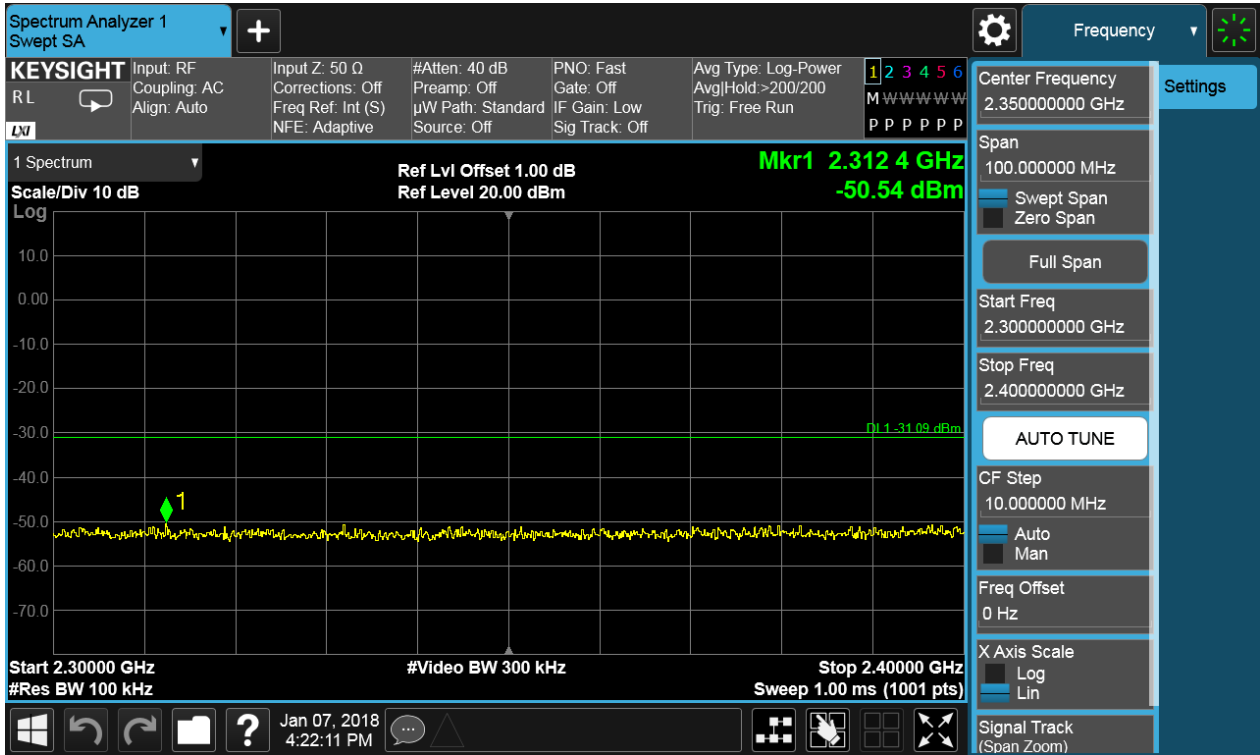 Spectrum Analyzer 1
Swept SA
+
Frequency
KEYSIGHT
R L
LXI
Input: RF
Coupling: AC
Align: Auto
Input Z: 50 Ω
Corrections: Off
Freq Ref: Int (S)
NFE: Adaptive
#Atten: 40 dB
Preamp: Off
µW Path: Standard
Source: Off
PNO: Fast
Gate: Off
IF Gain: Low
Sig Track: Off
Avg Type: Log-Power
Avg|Hold:>200/200
Trig: Free Run
1 2 3 4 5 6
M W W W W W
P P P P P P
1 Spectrum
Scale/Div 10 dB
Log
Ref Lvl Offset 1.00 dB
Ref Level 20.00 dBm
Mkr1 2.312 4 GHz
-50.54 dBm
10.0
0.00
-10.0
-20.0
-30.0
-40.0
-50.0
-60.0
-70.0
DL1 -31.09 dBm
1
Start 2.30000 GHz
#Res BW 100 kHz
#Video BW 300 kHz
Stop 2.40000 GHz
Sweep 1.00 ms (1001 pts)
Center Frequency
2.350000000 GHz
Settings
Span
100.000000 MHz
Swept Span
Zero Span
Full Span
Start Freq
2.300000000 GHz
Stop Freq
2.400000000 GHz
AUTO TUNE
CF Step
10.000000 MHz
Auto
Man
Freq Offset
0 Hz
X Axis Scale
Log
Lin
Signal Track
(Span Zoom)
?
Jan 07, 2018
4:22:11 PM